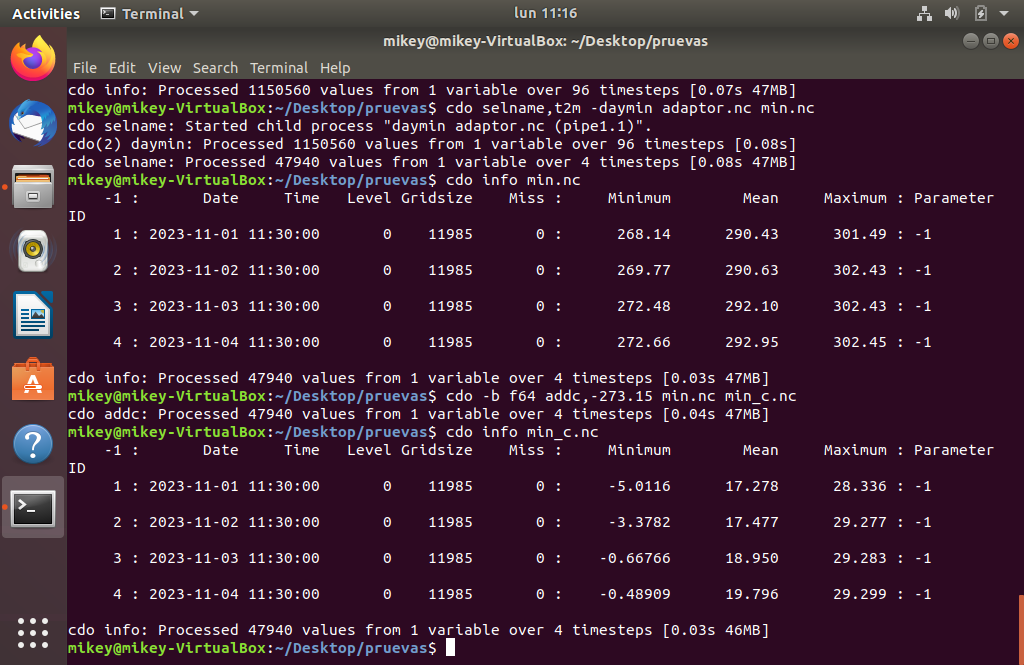 Activities
Terminal
lun 11:16
mikey@mikey-VirtualBox: ~/Desktop/pruevas
File Edit View Search Terminal Help
cdo info: Processed 1150560 values from 1 variable over 96 timesteps [0.07s 47MB]
mikey@mikey-VirtualBox:~/Desktop/pruevas$ cdo selname,t2m -daymin adaptor.nc min.nc
cdo selname: Started child process "daymin adaptor.nc (pipe1.1)".
cdo(2) daymin: Processed 1150560 values from 1 variable over 96 timesteps [0.08s]
cdo selname: Processed 47940 values from 1 variable over 4 timesteps [0.08s 47MB]
mikey@mikey-VirtualBox:~/Desktop/pruevas$ cdo info min.nc
    -1 :       Date     Time   Level Gridsize    Miss :     Minimum        Mean     Maximum : Parameter
ID
     1 : 2023-11-01 11:30:00       0    11985       0 :      268.14      290.43      301.49 : -1
     2 : 2023-11-02 11:30:00       0    11985       0 :      269.77      290.63      302.43 : -1
     3 : 2023-11-03 11:30:00       0    11985       0 :      272.48      292.10      302.43 : -1
     4 : 2023-11-04 11:30:00       0    11985       0 :      272.66      292.95      302.45 : -1
cdo info: Processed 47940 values from 1 variable over 4 timesteps [0.03s 47MB]
mikey@mikey-VirtualBox:~/Desktop/pruevas$ cdo -b f64 addc,-273.15 min.nc min_c.nc
cdo addc: Processed 47940 values from 1 variable over 4 timesteps [0.04s 47MB]
mikey@mikey-VirtualBox:~/Desktop/pruevas$ cdo info min_c.nc
    -1 :       Date     Time   Level Gridsize    Miss :     Minimum        Mean     Maximum : Parameter
ID
     1 : 2023-11-01 11:30:00       0    11985       0 :     -5.0116      17.278      28.336 : -1
     2 : 2023-11-02 11:30:00       0    11985       0 :     -3.3782      17.477      29.277 : -1
     3 : 2023-11-03 11:30:00       0    11985       0 :    -0.66766      18.950      29.283 : -1
     4 : 2023-11-04 11:30:00       0    11985       0 :    -0.48909      19.796      29.299 : -1
cdo info: Processed 47940 values from 1 variable over 4 timesteps [0.03s 46MB]
mikey@mikey-VirtualBox:~/Desktop/pruevas$